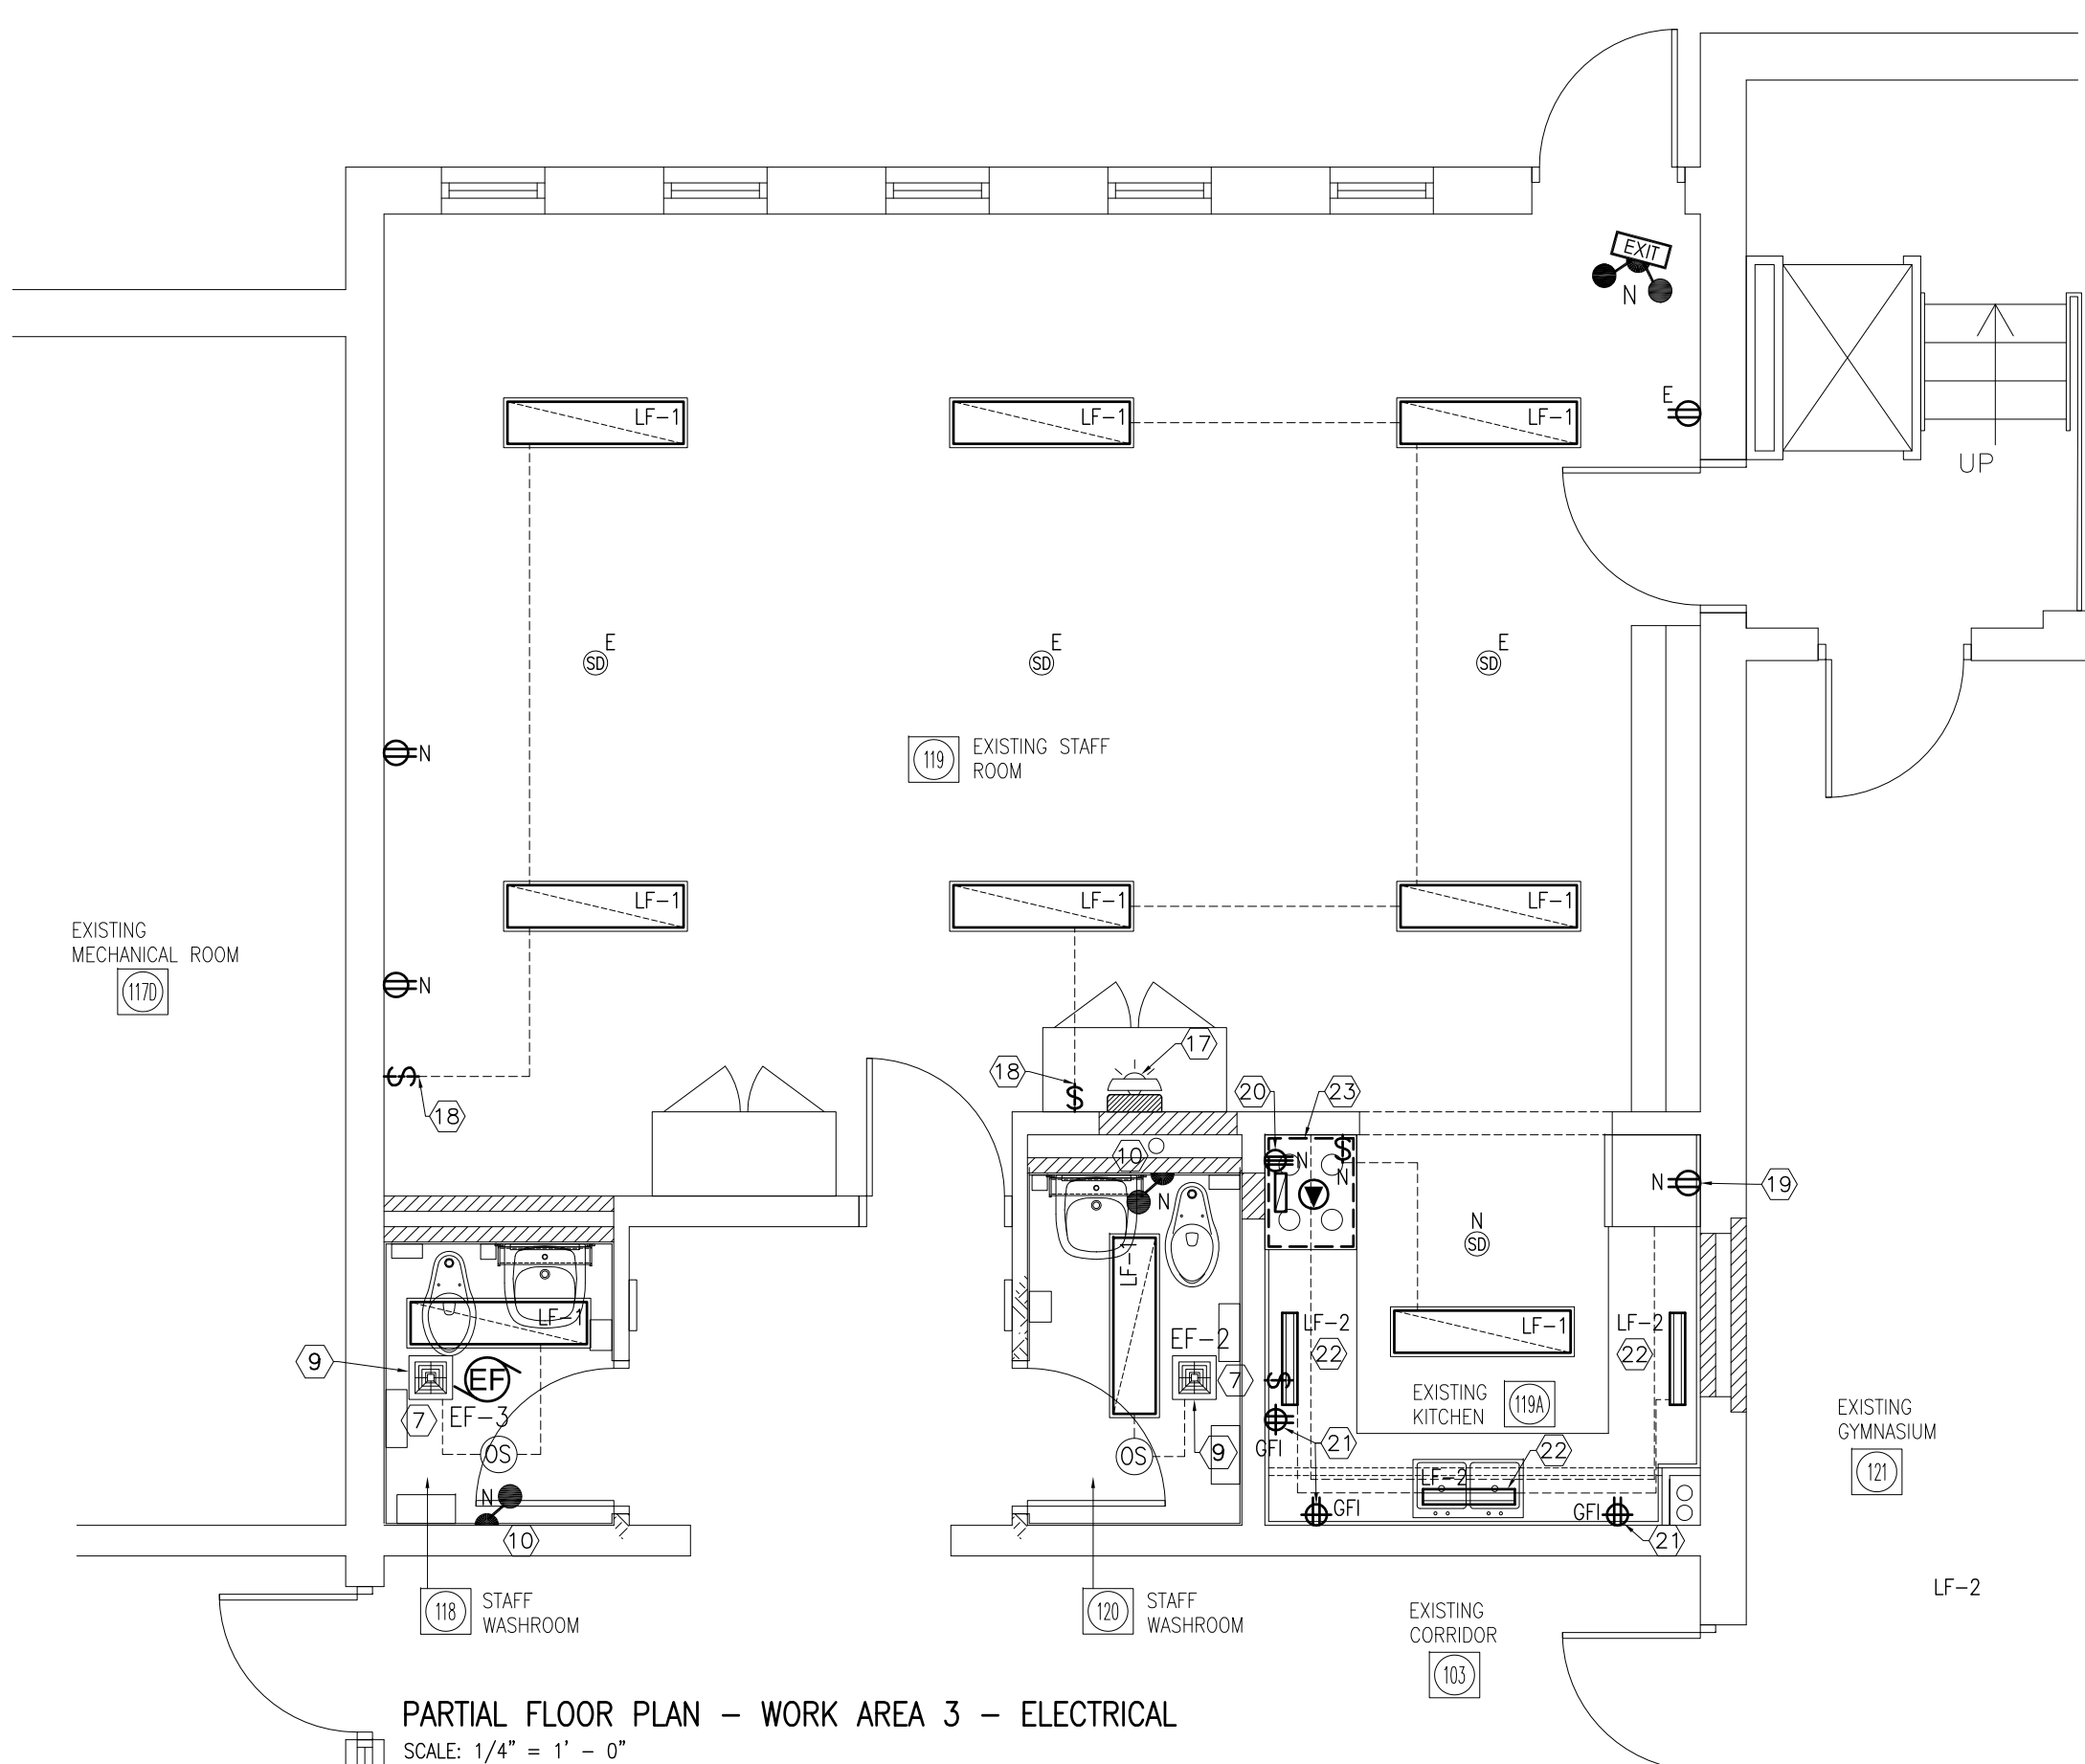 EXIT
N
E
LF-1
LF-1
LF-1
UP
E
SD
E
SD
E
SD
N
119
EXISTING STAFF
ROOM
LF-1
LF-1
LF-1
EXISTING
MECHANICAL ROOM
117D
N
17
18
$
$
18
20
23
10
N
$
N
N
19
N
N
SD
LF-1
LF-1
LF-2
22
LF-1
LF-2
22
9
EF
EF-3
7
OS
EF-2
7
9
OS
$
GFI
21
EXISTING
KITCHEN
119A
22
LF-2
EXISTING
GYMNASIUM
121
N
10
GFI
GFI
21
LF-2
118
STAFF
WASHROOM
120
STAFF
WASHROOM
EXISTING
CORRIDOR
103
PARTIAL FLOOR PLAN - WORK AREA 3 - ELECTRICAL
SCALE: 1/4" = 1' - 0"